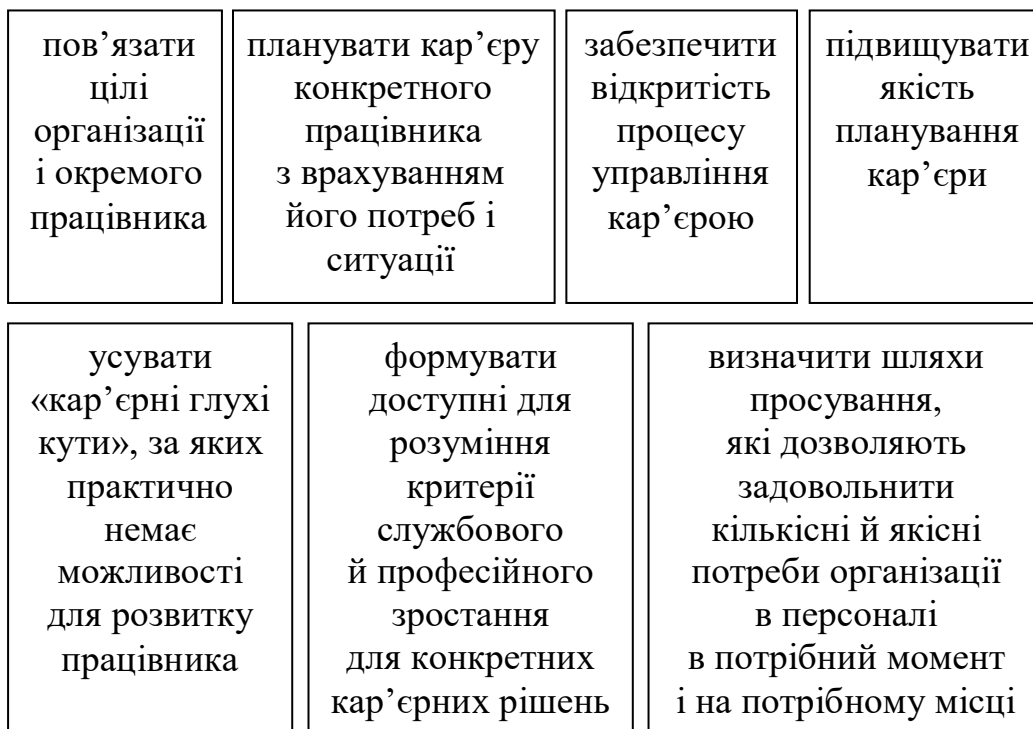 пов’язати
цілі
організації
і окремого
працівника
планувати кар’єру
конкретного
працівника
з врахуванням
його потреб і
ситуації
забезпечити
відкритість
процесу
управління
кар’єрою
підвищувати
якість
планування
кар’єри
усувати
«кар’єрні глухі
кути», за яких
практично
немає
можливості
для розвитку
працівника
формувати
доступні для
розуміння
критерії
службового
й професійного
зростання
для конкретних
кар’єрних рішень
визначити шляхи
просування,
які дозволяють
задовольнити
кількісні й якісні
потреби організації
в персоналі
в потрібний момент
і на потрібному місці